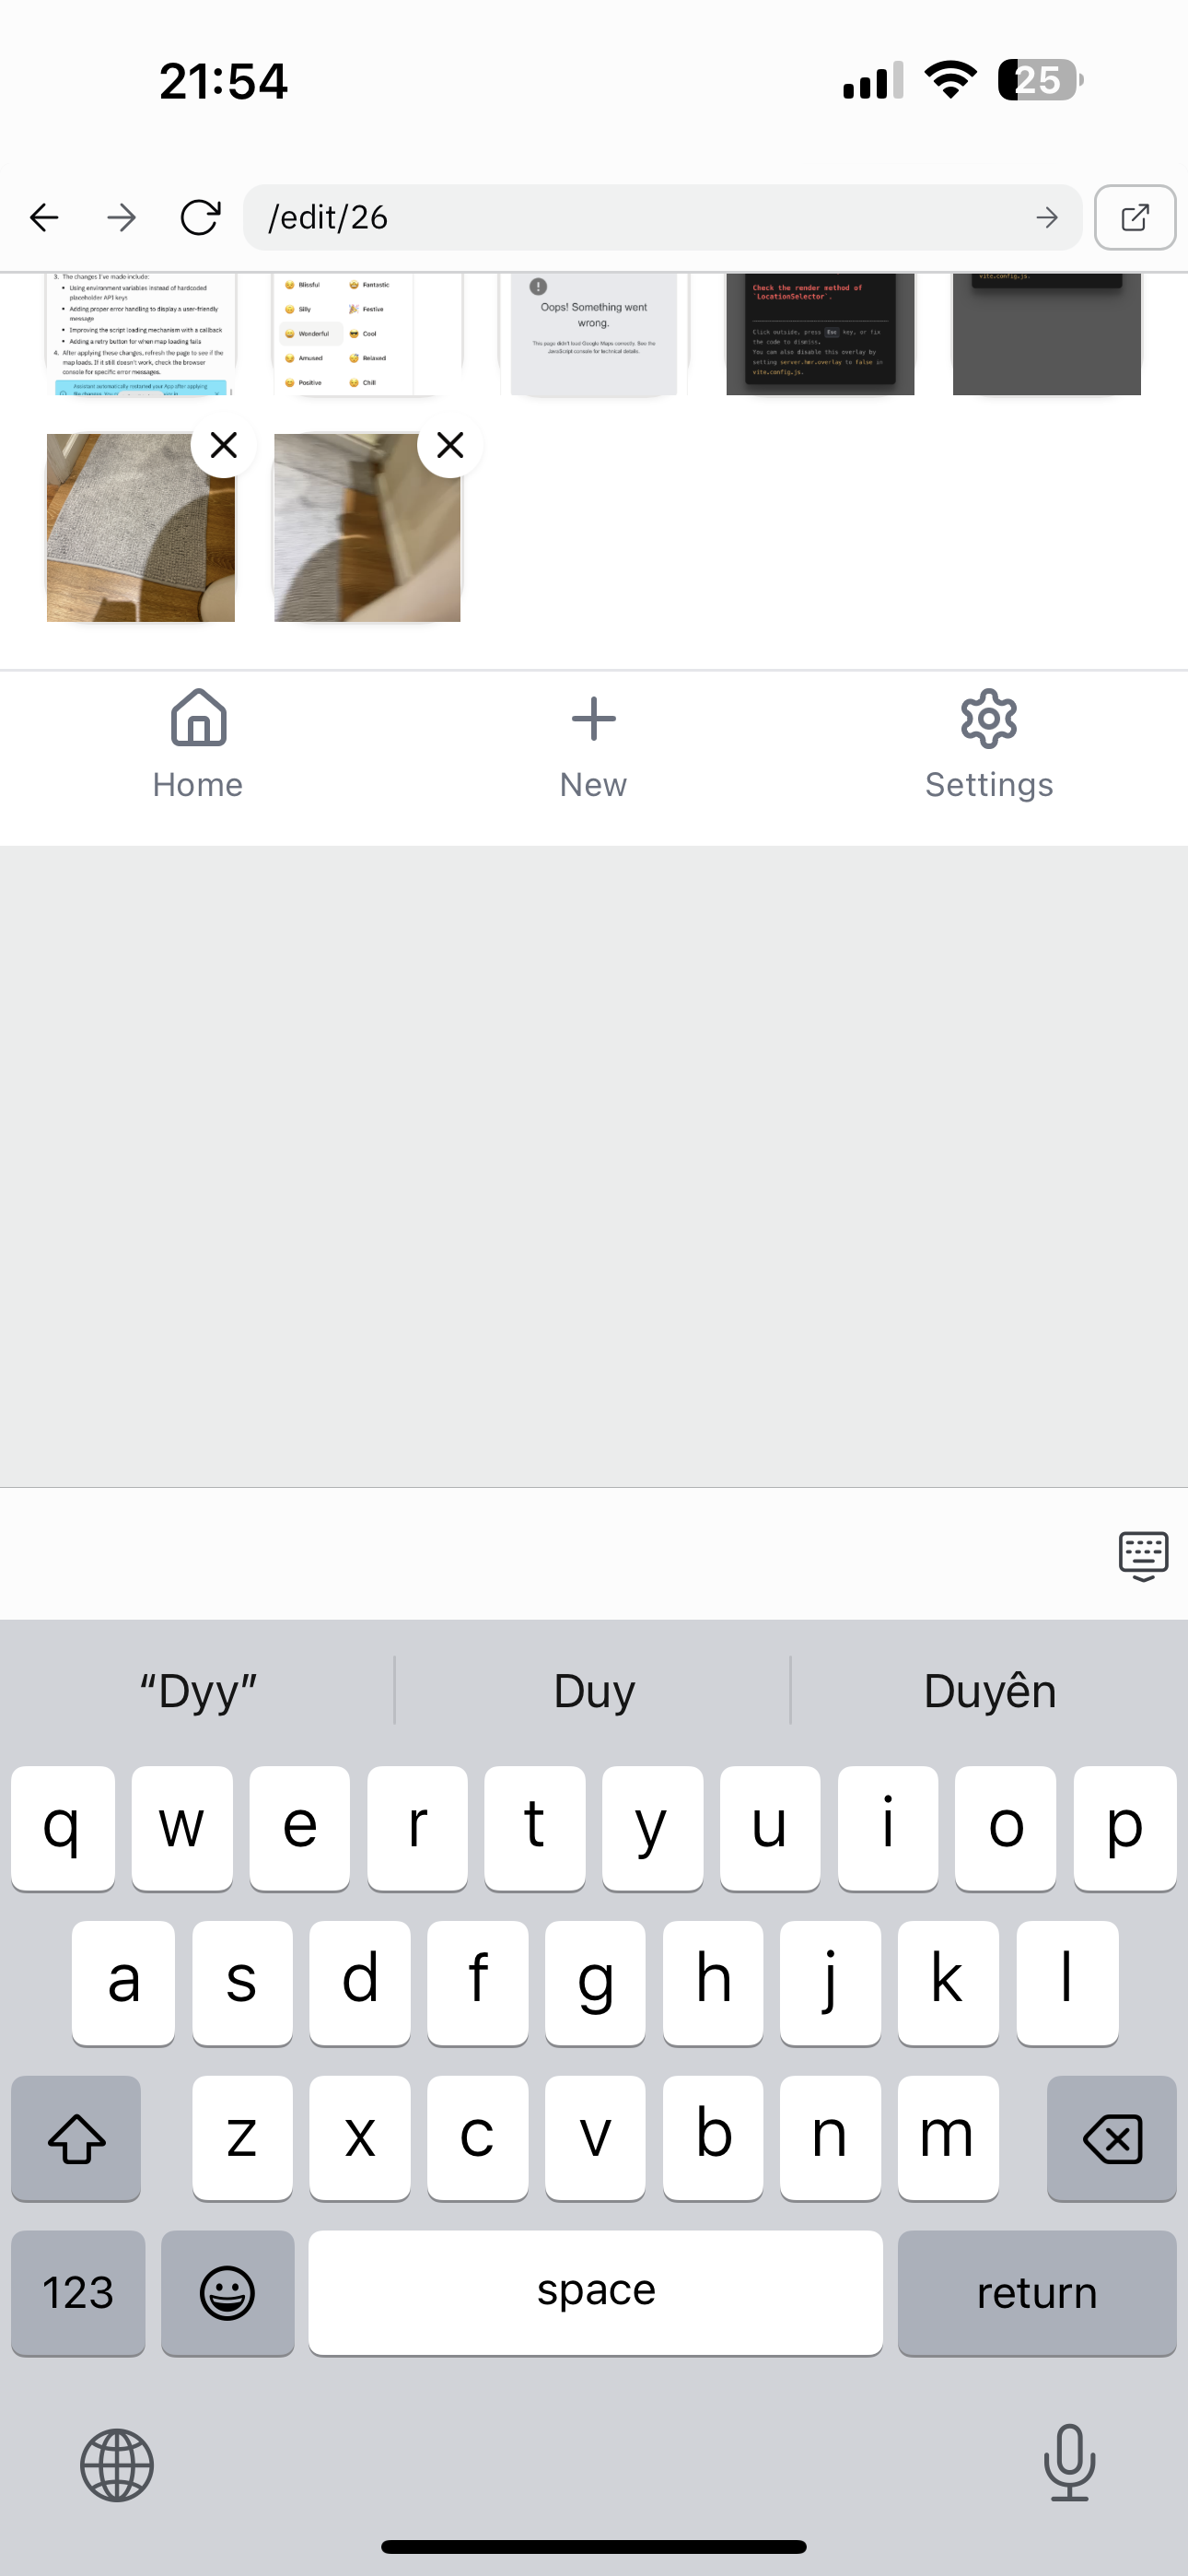 21:54
25
/edit/26
3. The changes I've made include:
• Using environment variables instead of hardcoded
placeholder API keys
• Adding proper error handling to display a user-friendly
message
• Improving the script loading mechanism with a callback
• Adding a retry button for when map loading fails
4. After applying these changes, refresh the page to see if the
map loads. If it still doesn't work, check the browser
console for specific error messages.
Assistant automatically restarted your App after applying
Blissful
Fantastic
Silly
Festive
Wonderful
Cool
Amused
Relaxed
Positive
Chill
Oops! Something went
wrong.
This page didn't load Google Maps correctly. See the
JavaScript console for technical details.
Check the render method of
`LocationSelector`.
Click outside, press Esc key, or fix
the code to dismiss.
You can also disable this overlay by
setting server.hmr.overlay to false in
vite.config.js.
vite.config.js.
Home
New
Settings
“Dyy”
Duy
Duyên
q w e r t y u i o p
a s d f g h j k l
z x c v b n m
123
space
return